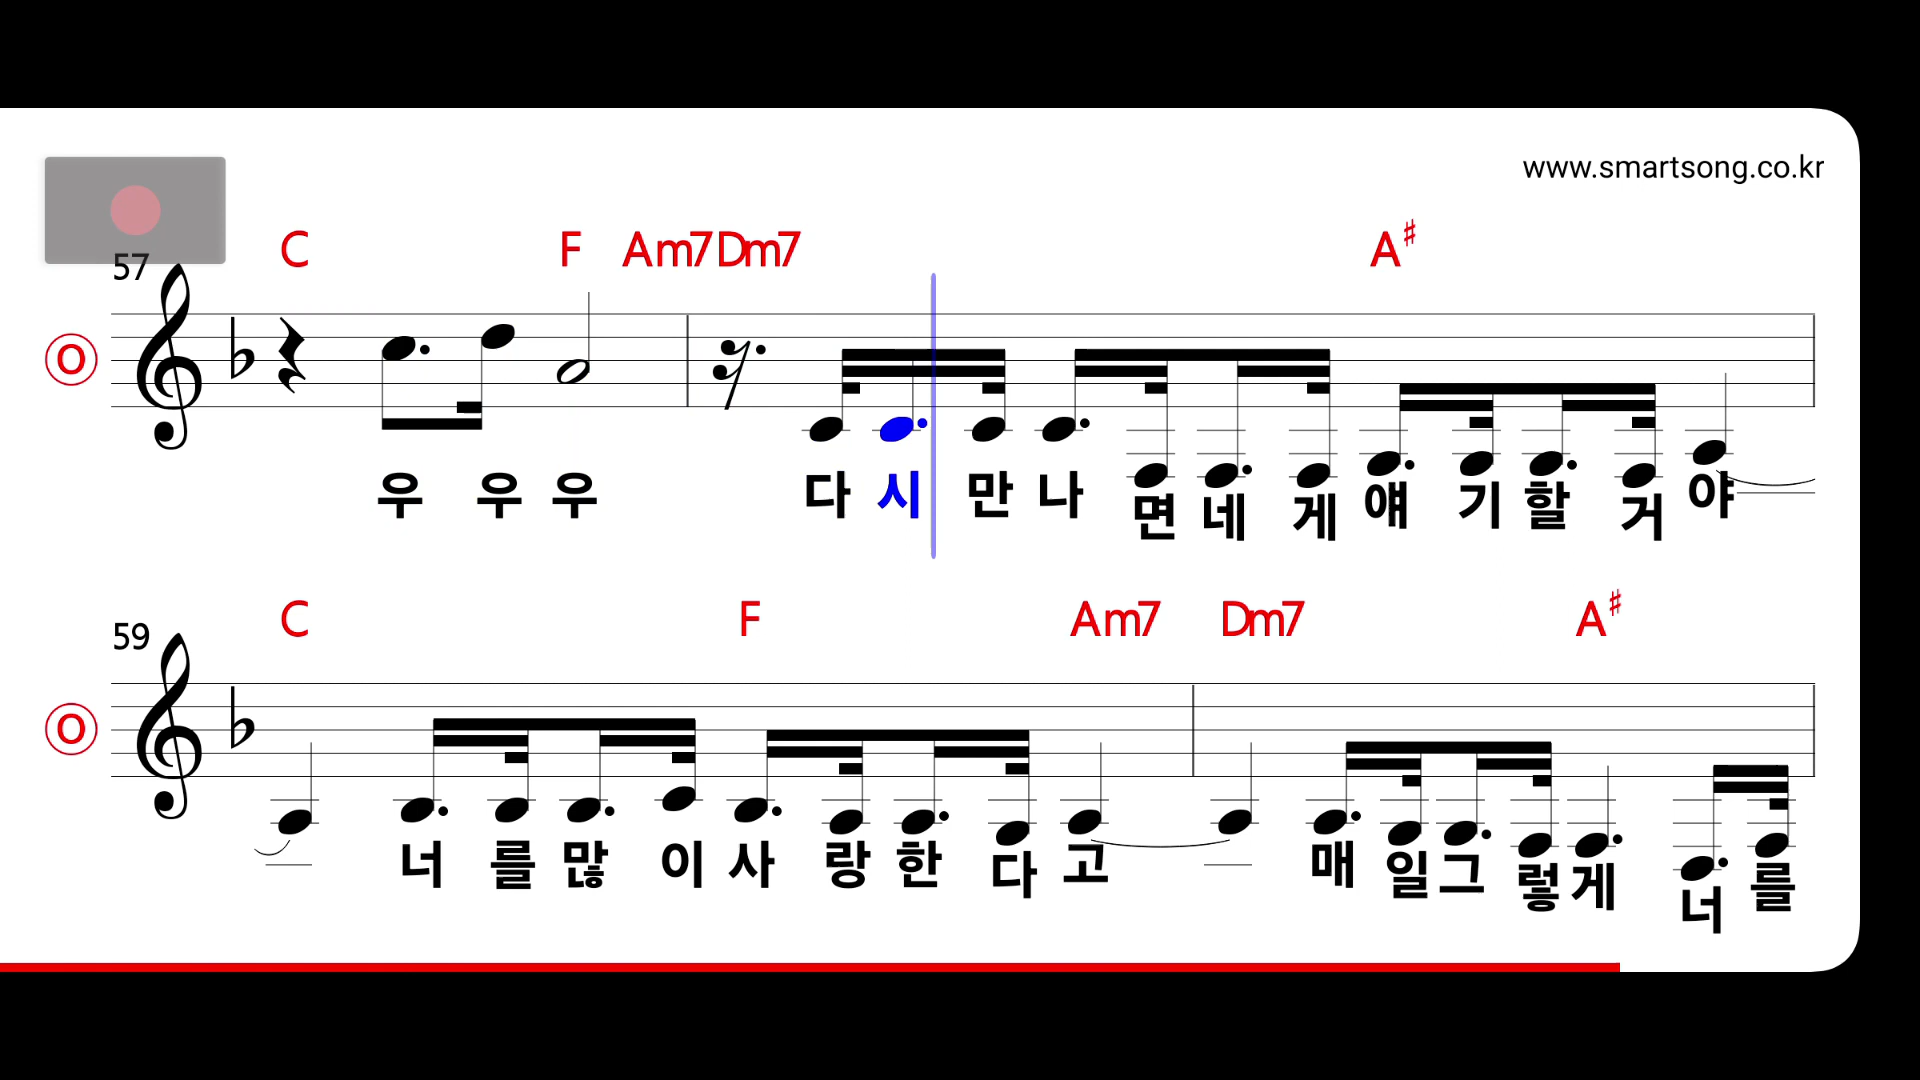 www.smartsong.co.kr
C F Am7 Dm7 A♯
57
O
우 우 우 다 시 만 나 면 네 게 얘 기 할 거 야
C F Am7 Dm7 A♯
59
O
너 를 많 이 사 랑 한 다 고 매 일 그 렇 게 너 를